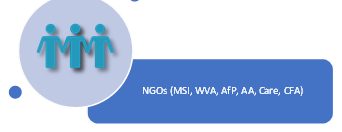 NGOs (MSI, WVA, AfP, AA, Care, CFA)